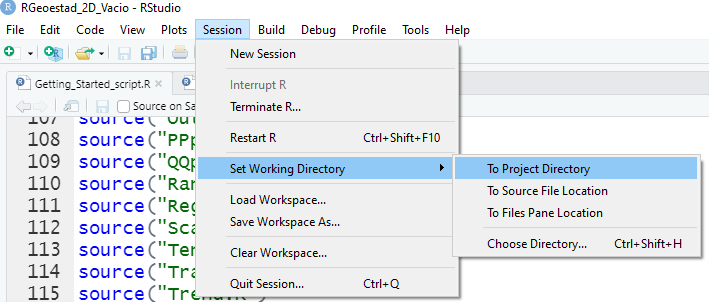 RGeoestad_2D_Vacio - RStudio
File Edit Code View Plots Session Build Debug Profile Tools Help
New Session
Getting_Started_script.R
Interrupt R
Source on Sa
Terminate R...
107 source("Out
108 source("PPp
Restart R Ctrl+Shift+F10
109 source("QQp
110 source("Ran
Set Working Directory
To Project Directory
To Source File Location
To Files Pane Location
Choose Directory... Ctrl+Shift+H
111 source("Reg
Load Workspace...
112 source("Sca
Save Workspace As...
113 source("Ter
Clear Workspace...
114 source("Tra
115 source("Trend.R"
Quit Session... Ctrl+Q